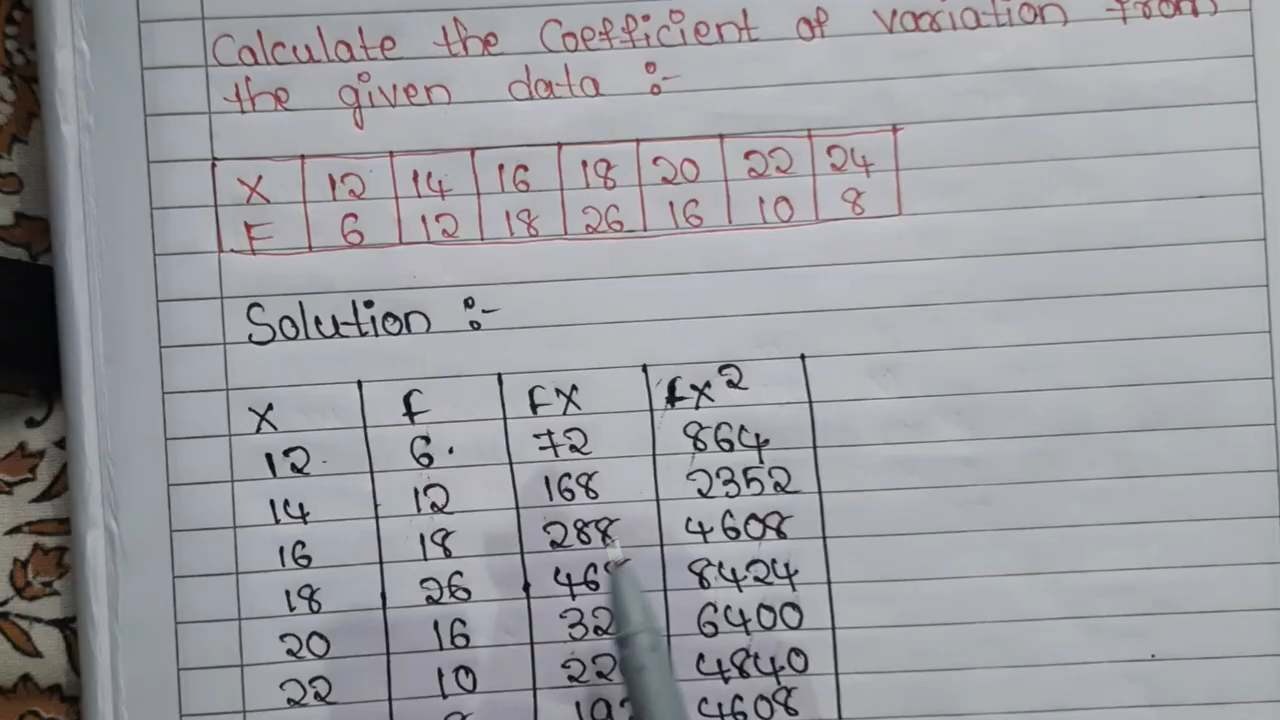 Calculate the Coefficient of variation from
the given data :-
X 12 14 16 18 20 22 24
F 6 12 18 26 16 10 8
Solution :-
X F FX FX2
12 6 72 864
14 12 168 2352
16 18 288 4608
18 26 8424
20 16 6400
22 10 4840
4608